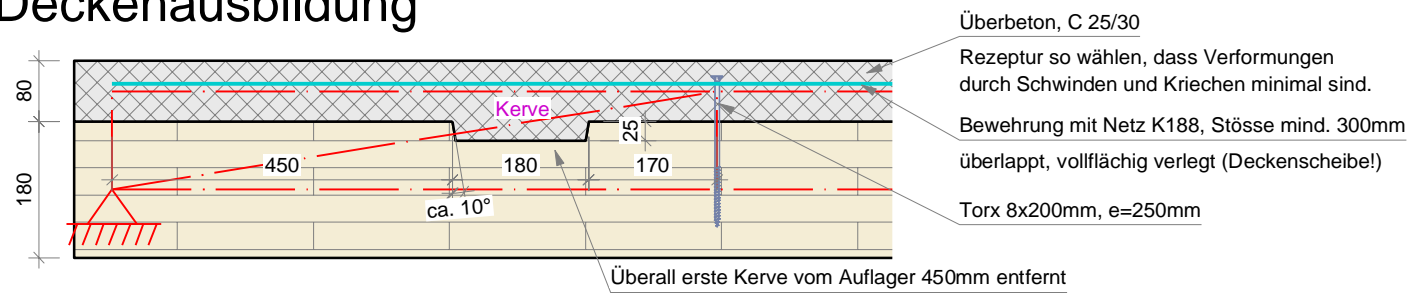 Deckenausbildung
Überbeton, C 25/30
Rezeptur so wählen, dass Verformungen
durch Schwinden und Kriechen minimal sind.
Bewehrung mit Netz K188, Stösse mind. 300mm
überlappt, vollflächig verlegt (Deckenscheibe!)
Torx 8x200mm, e=250mm
80
Kerve
25
450
180
170
180
ca. 10°
Überall erste Kerve vom Auflager 450mm entfernt